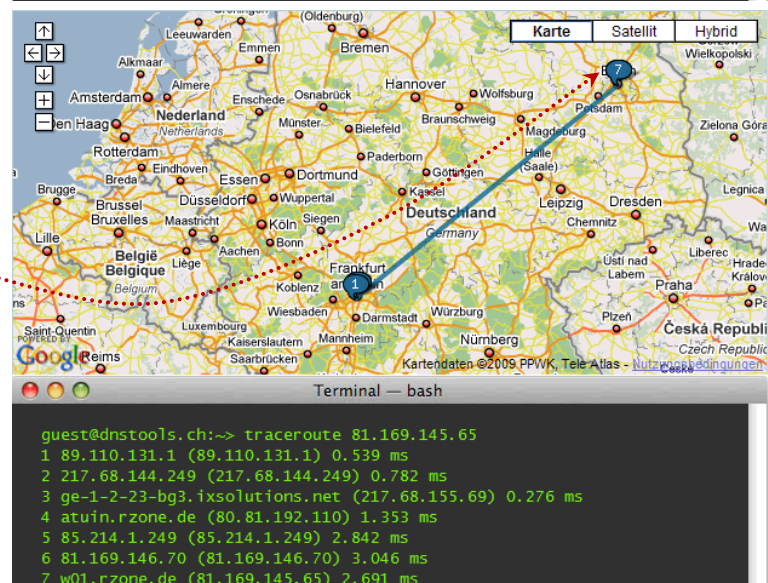 (Oldenburg)
Leeuwarden
Emmen
Bremen
Karte Satellit Hybrid
Wielkopolski
Alkmaar
Almere
Amsterdam
Enschede
Osnabrück
Hannover
Wolfsburg
Potsdam
Den Haag
Nederland
Netherlands
Münster
Bielefeld
Braunschweig
Magdeburg
Zielona Góra
Rotterdam
Breda
Eindhoven
Essen
Dortmund
Paderborn
Göttingen
Halle
(Saale)
Brugge
Brussel
Bruxelles
Maastricht
Düsseldorf
Wuppertal
Kassel
Leipzig
Dresden
Legnica
Lille
Köln
Siegen
Deutschland
Germany
Chemnitz
België
Belgique
Belgium
Liège
Aachen
Bonn
Koblenz
Frankfurt
1
7
Wiesbaden
Darmstadt
Würzburg
Ústí nad
Labem
Liberec
Praha
Plzeň
Saint-Quentin
Luxembourg
Kaiserslautern
Mannheim
Saarbrücken
Nürnberg
Česká Republi
Czech Republic
POWERED BY
Google
Reims
Kartendaten ©2009 PPWK, Tele Atlas - Nutzungsbedingungen
Terminal — bash
guest@dnstools.ch:~> traceroute 81.169.145.65
1 89.110.131.1 (89.110.131.1) 0.539 ms
2 217.68.144.249 (217.68.144.249) 0.782 ms
3 ge-1-2-23-bg3.ixsolutions.net (217.68.155.69) 0.276 ms
4 atuin.rzone.de (80.81.192.110) 1.353 ms
5 85.214.1.249 (85.214.1.249) 2.842 ms
6 81.169.146.70 (81.169.146.70) 3.046 ms
7 w01.rzone.de (81.169.145.65) 2.691 ms